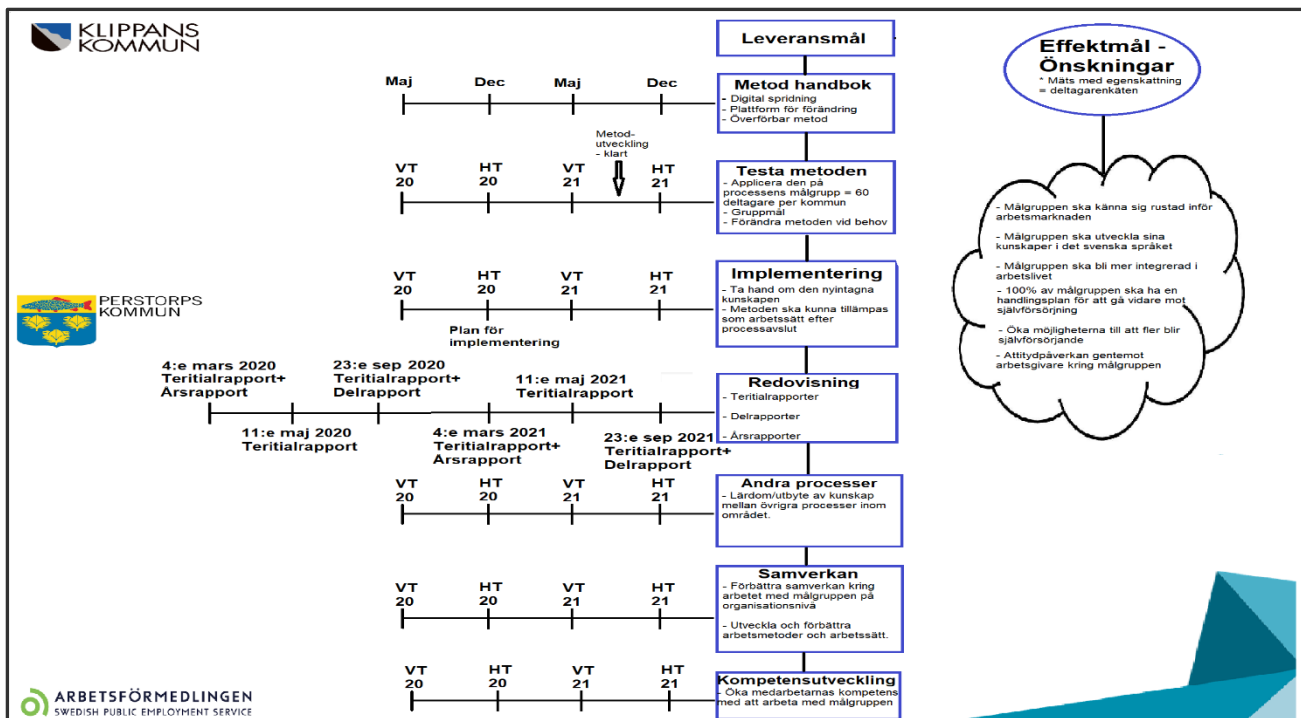 KLIPPANS
KOMMUN
Leveransmål
Effektmål -
Önskningar
* Mäts med egenskattning
= deltagarenkäten
Maj
Dec
Maj
Dec
Metod handbok
- Digital spridning
- Plattform för förändring
- Överförbar metod
Metod-
utveckling
- klart
VT
20
HT
20
VT
21
HT
21
Testa metoden
- Applicera den på
processens målgrupp = 60
deltagare per kommun
- Gruppmål
- Förändra metoden vid behov
- Målgruppen ska känna sig rustad inför
arbetsmarknaden
- Målgruppen ska utveckla sina
kunskaper i det svenska språket
- Målgruppen ska bli mer integrerad i
arbetslivet
- 100% av målgruppen ska ha en
handlingsplan för att gå vidare mot
självförsörjning
- Öka möjligheterna till att fler blir
självförsörjande
- Attitydpåverkan gentemot
arbetsgivare kring målgruppen
PERSTORPS
KOMMUN
VT
20
HT
20
VT
21
HT
21
Plan för
implementering
Implementering
- Ta hand om den nyintagna
kunskapen
- Metoden ska kunna tillämpas
som arbetssätt efter
processavslut
4:e mars 2020
Teritialrapport+
Årsrapport
23:e sep 2020
Teritialrapport+
Delrapport
11:e maj 2021
Teritialrapport
11:e maj 2020
Teritialrapport
4:e mars 2021
Teritialrapport+
Årsrapport
23:e sep 2021
Teritialrapport+
Delrapport
Redovisning
- Teritialrapporter
- Delrapporter
- Årsrapporter
VT
20
HT
20
VT
21
HT
21
Andra processer
- Lärdom/utbyte av kunskap
mellan övrigra processer inom
området.
VT
20
HT
20
VT
21
HT
21
Samverkan
- Förbättra samverkan kring
arbetet med målgruppen på
organisationsnivå
- Utveckla och förbättra
arbetsmetoder och arbetssätt.
VT
20
HT
20
VT
21
HT
21
Kompetensutveckling
- Öka medarbetarnas kompetens
med att arbeta med målgruppen
ARBETSFÖRMEDLINGEN
SWEDISH PUBLIC EMPLOYMENT SERVICE